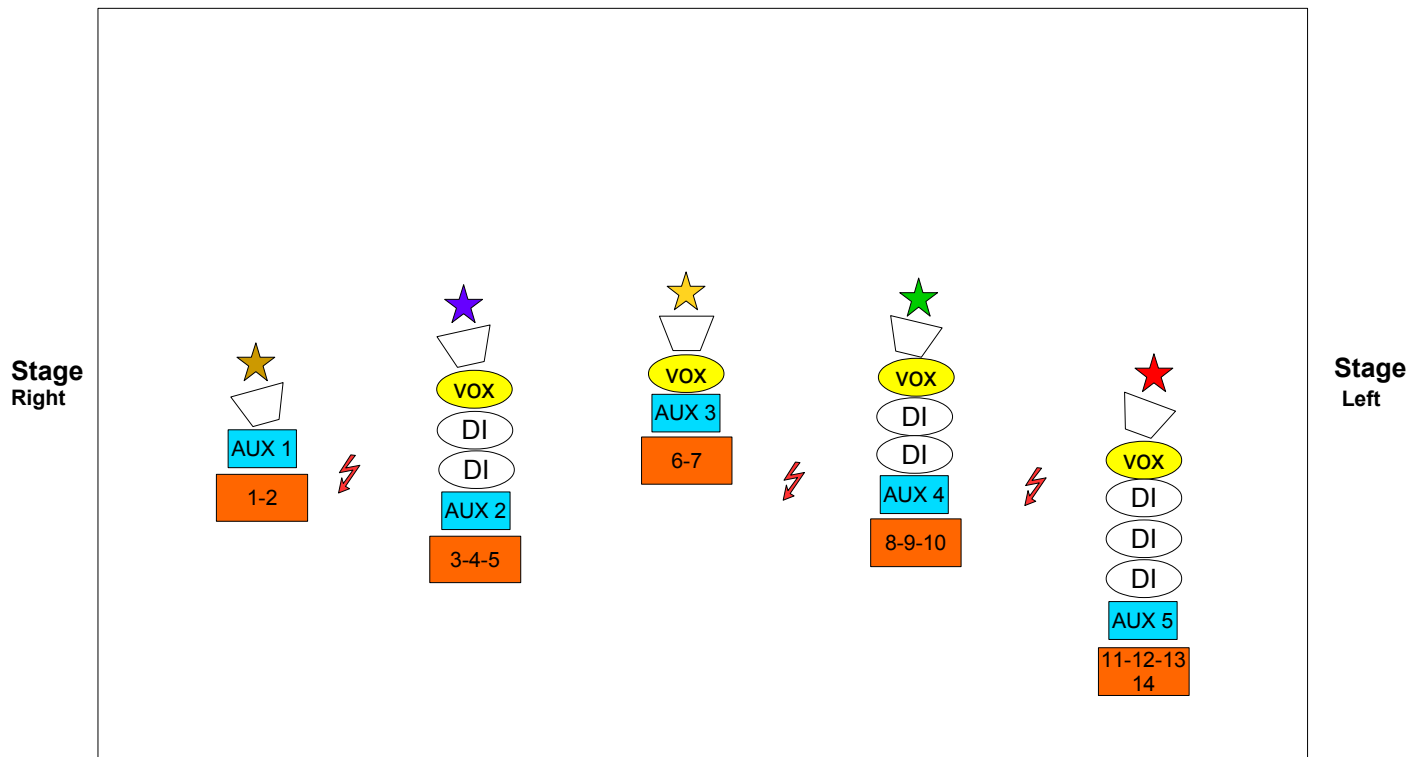 Stage
Right
AUX 1
1-2
VOX
DI
DI
AUX 2
3-4-5
VOX
AUX 3
6-7
VOX
DI
DI
AUX 4
8-9-10
VOX
DI
DI
DI
AUX 5
11-12-13
14
Stage
Left